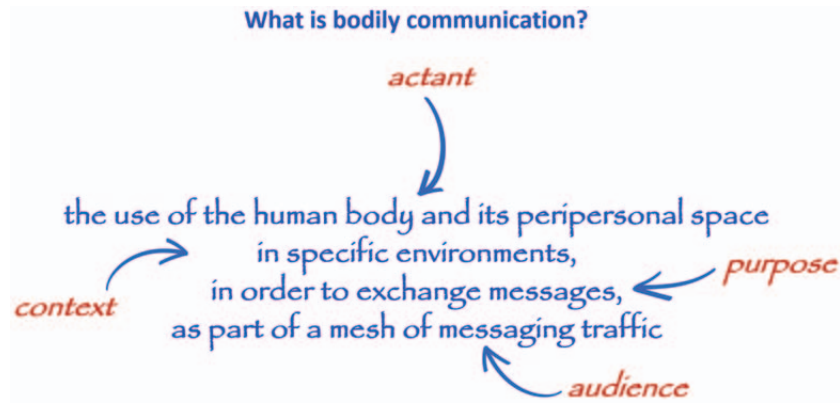 What is bodily communication?
actant
the use of the human body and its peripersonal space
in specific environments,
purpose
in order to exchange messages,
context
as part of a mesh of messaging traffic
audience